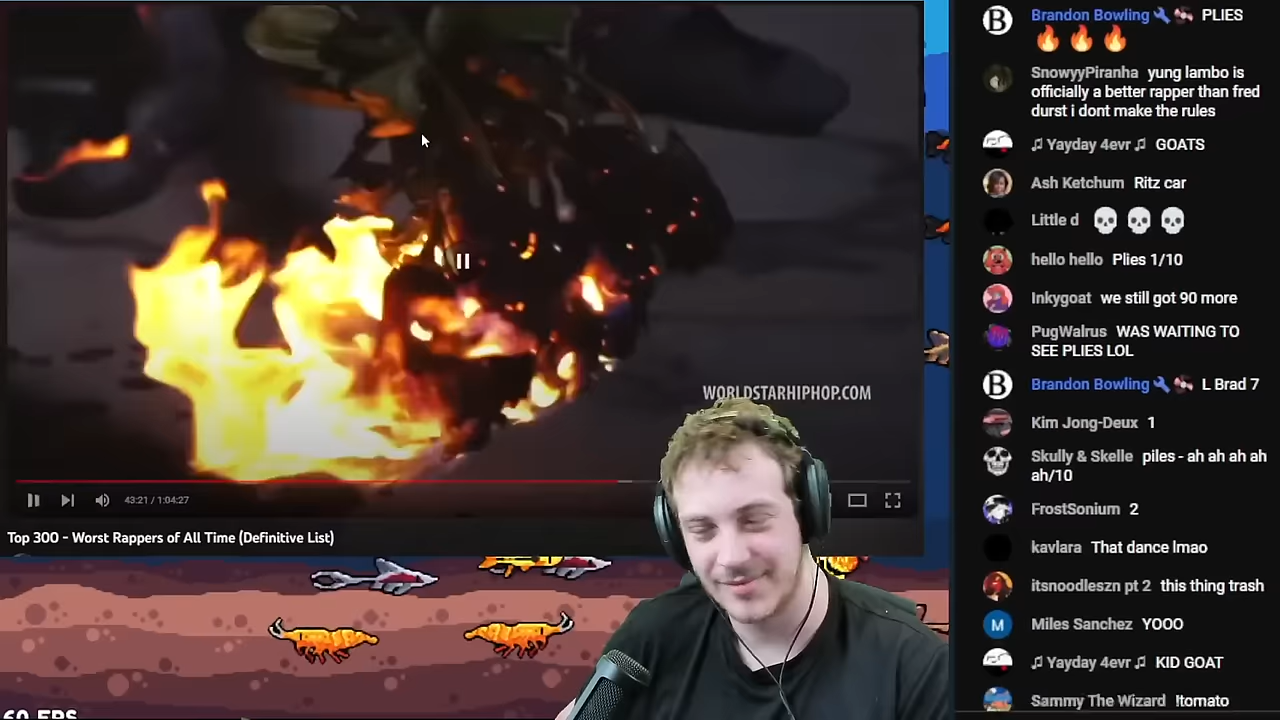 WORLDSTARHIPHOP.COM
43:21 / 1:04:27
Top 300 - Worst Rappers of All Time (Definitive List)
60 FPS
B
Brandon Bowling PLIES
SnowyyPiranha yung lambo is
officially a better rapper than fred
durst i dont make the rules
♫ Yayday 4evr ♫ GOATS
Ash Ketchum Ritz car
Little d
hello hello Plies 1/10
Inkygoat we still got 90 more
PugWalrus WAS WAITING TO
SEE PLIES LOL
B
Brandon Bowling L Brad 7
Kim Jong-Deux 1
Skully & Skelle piles - ah ah ah ah
ah/10
FrostSonium 2
kavlara That dance lmao
itsnoodleszn pt 2 this thing trash
M
Miles Sanchez YOOO
♫ Yayday 4evr ♫ KID GOAT
Sammy The Wizard !tomato